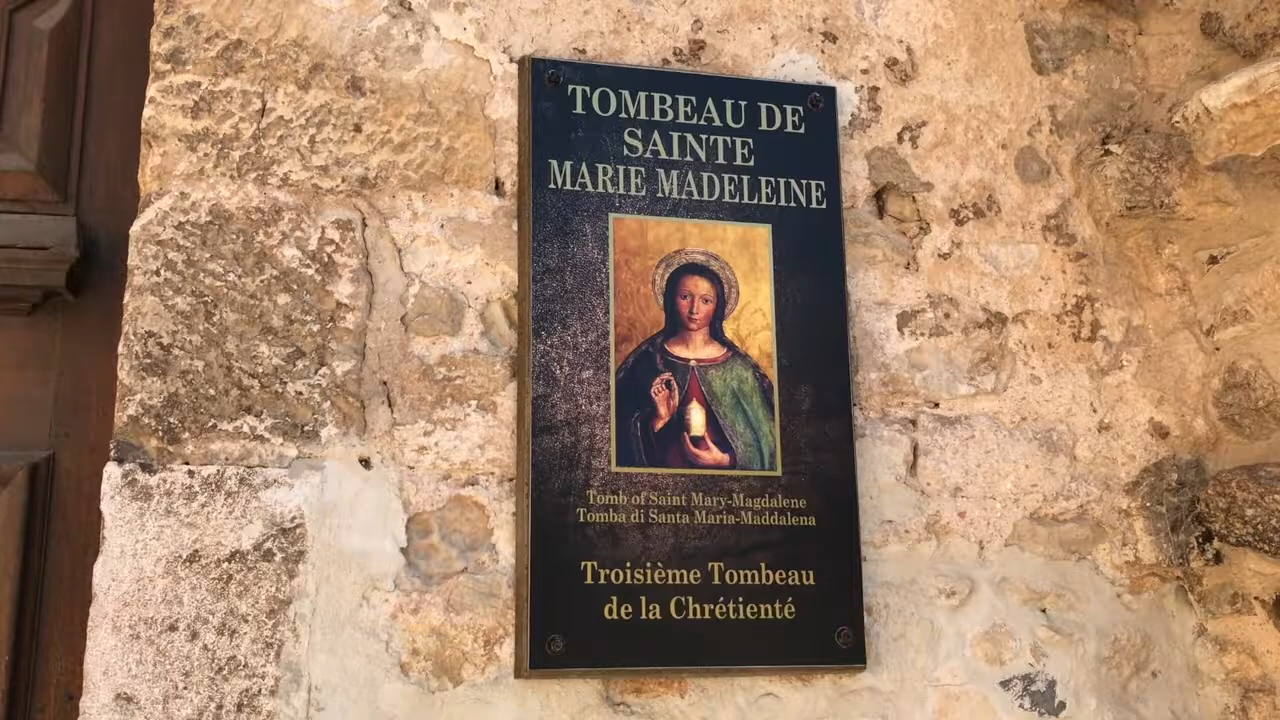 TOMBEAU DE
SAINTE
MARIE MADELEINE
Tomb of Saint Mary-Magdalene
Tomba di Santa Maria-Maddalena
Troisième Tombeau
de la Chrétienté